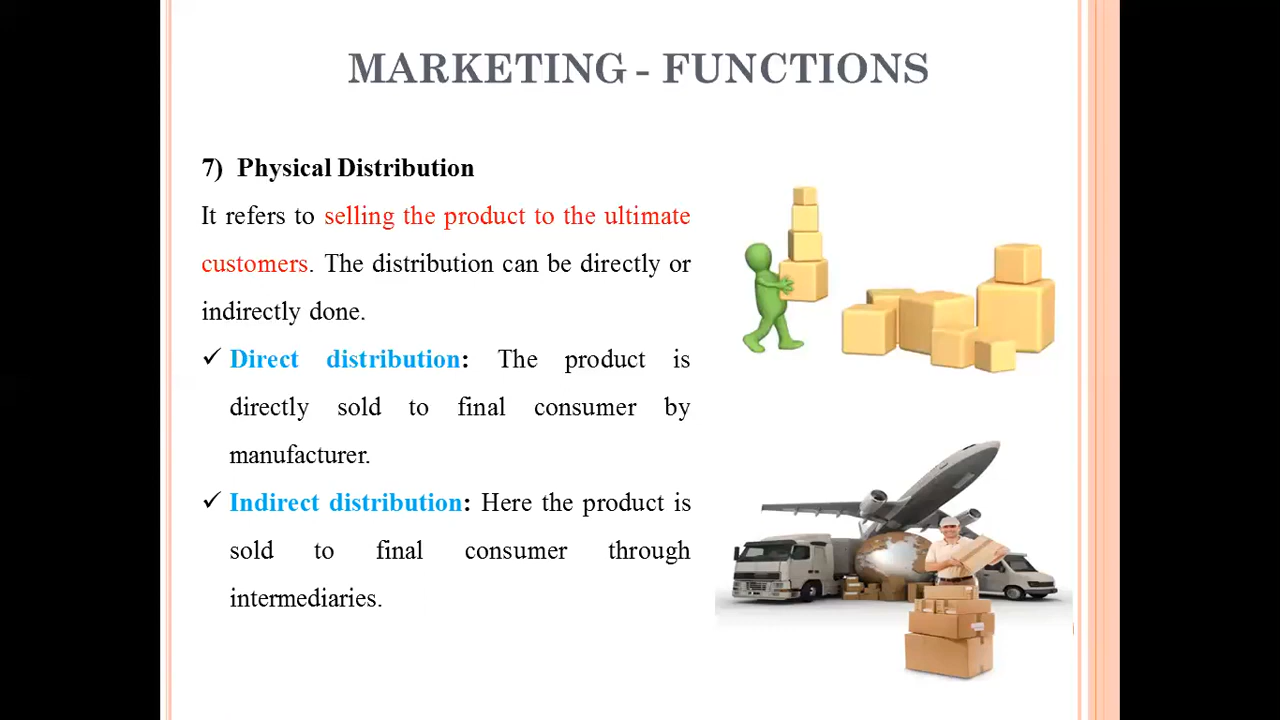 MARKETING - FUNCTIONS
7) Physical Distribution
It refers to selling the product to the ultimate
customers. The distribution can be directly or
indirectly done.
✓ Direct distribution: The product is
directly sold to final consumer by
manufacturer.
✓ Indirect distribution: Here the product is
sold to final consumer through
intermediaries.